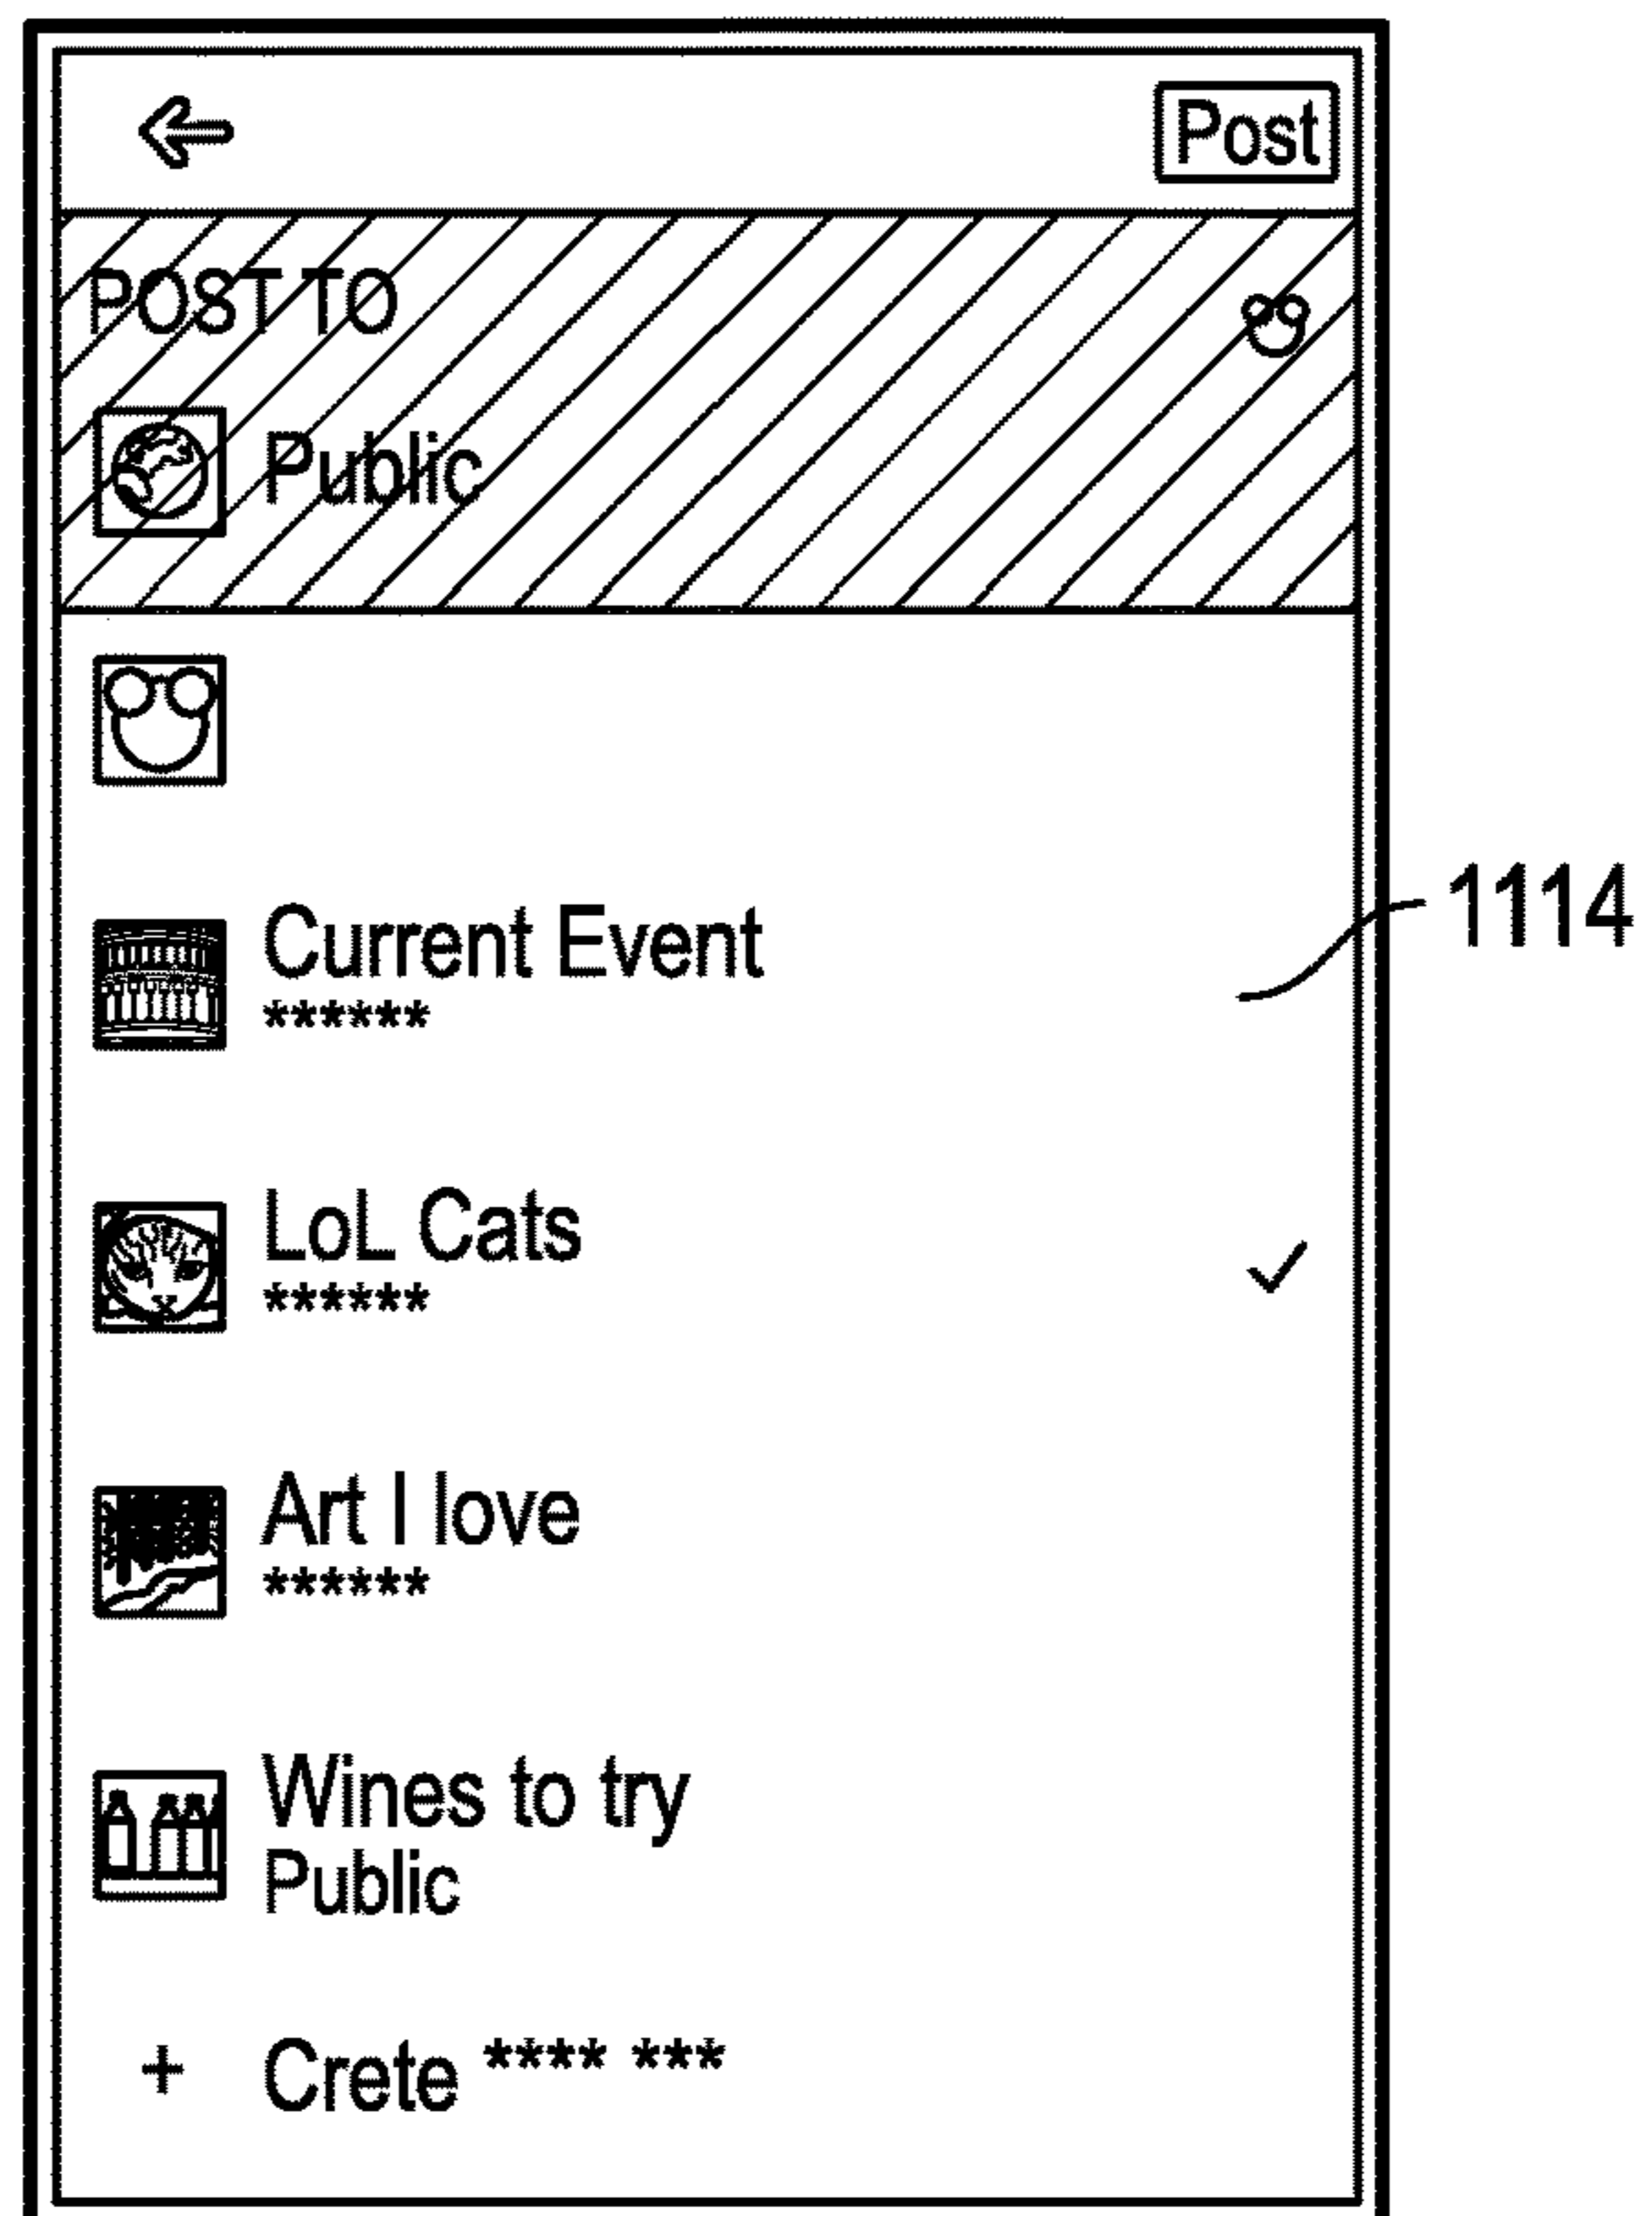 Post
POST TO
Public
Current Event
******
1114
LoL Cats
******
Art I love
******
Wines to try
Public
+ Crete **** ***